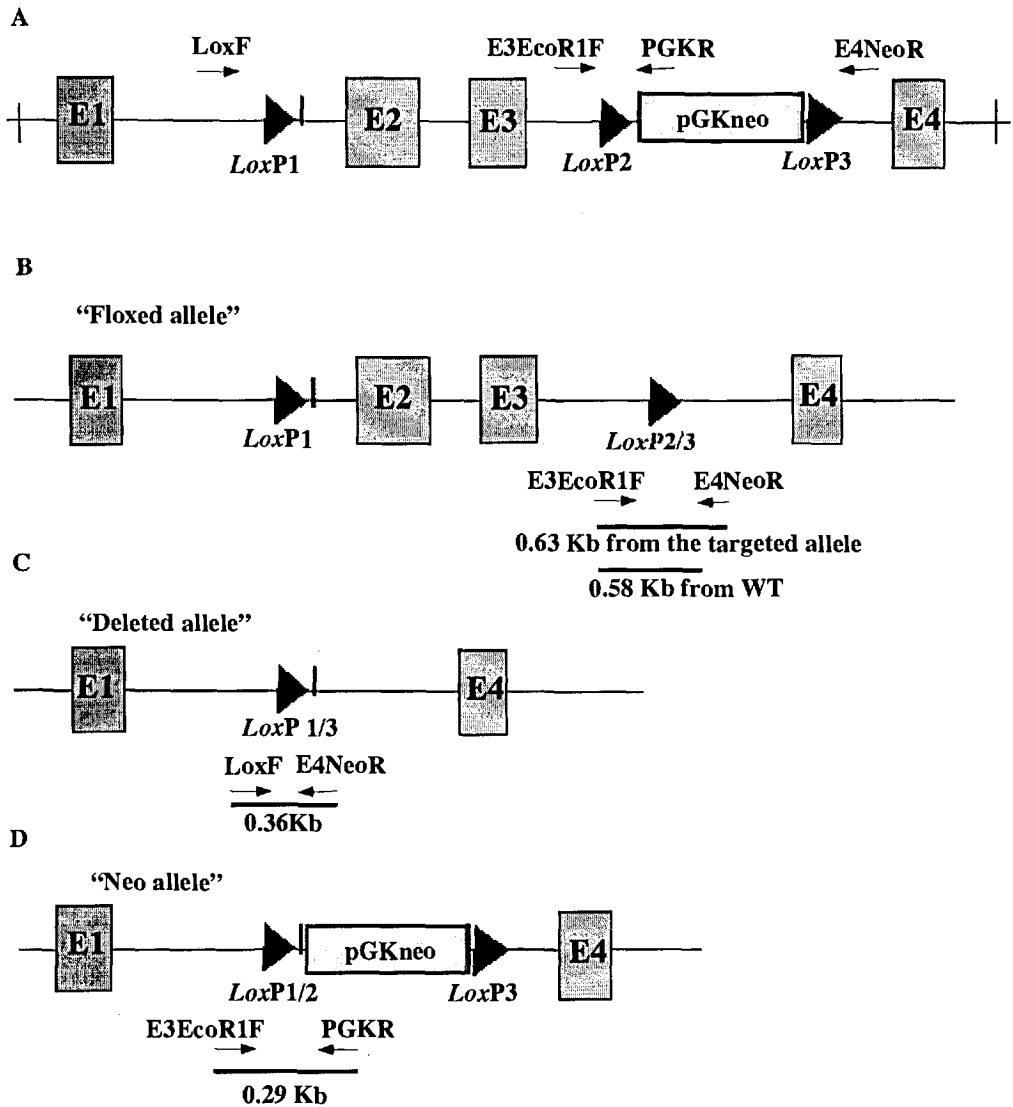 A
LoxF
E3EcoR1F
PGKR
E4NeoR
E1
E2
E3
pGKneo
E4
LoxP1
LoxP2
LoxP3
B
“Floxed allele”
E1
E2
E3
E4
LoxP1
LoxP2/3
E3EcoR1F
E4NeoR
0.63 Kb from the targeted allele
0.58 Kb from WT
C
“Deleted allele”
E1
E4
LoxP 1/3
LoxF
E4NeoR
0.36Kb
D
“Neo allele”
E1
pGKneo
E4
LoxP1/2
LoxP3
E3EcoR1F
PGKR
0.29 Kb